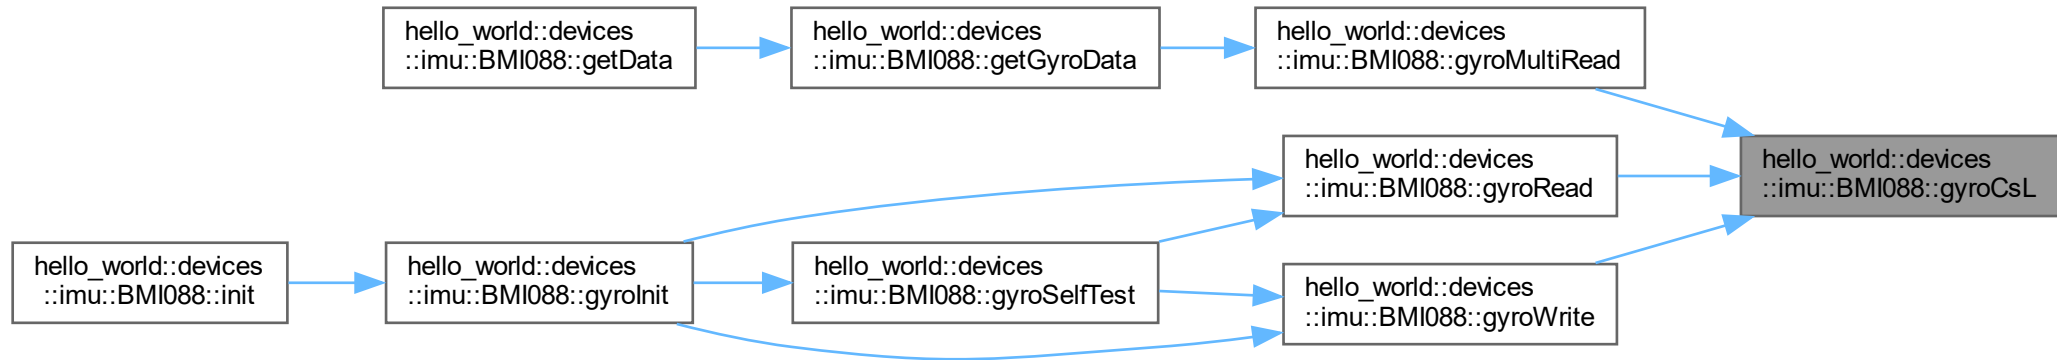 hello_world::devices
::imu::BMI088::getData
hello_world::devices
::imu::BMI088::getGyroData
hello_world::devices
::imu::BMI088::gyroMultiRead
hello_world::devices
::imu::BMI088::gyroRead
hello_world::devices
::imu::BMI088::gyroCsL
hello_world::devices
::imu::BMI088::init
hello_world::devices
::imu::BMI088::gyroInit
hello_world::devices
::imu::BMI088::gyroSelfTest
hello_world::devices
::imu::BMI088::gyroWrite